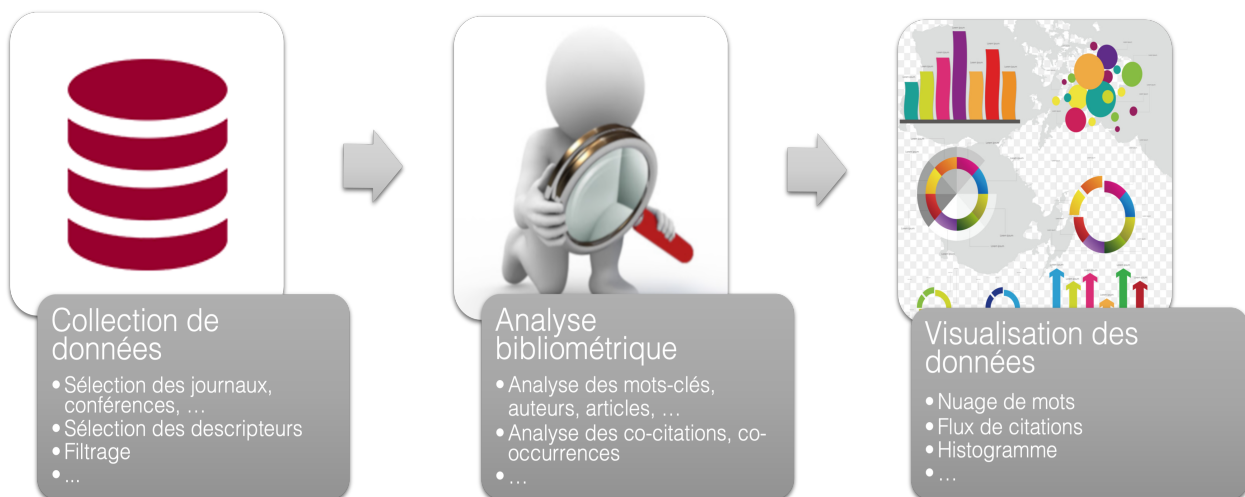 Collection de
données
• Sélection des journaux,
conférences, …
• Sélection des descripteurs
• Filtrage
• ...
Analyse
bibliométrique
• Analyse des mots-clés,
auteurs, articles, …
• Analyse des co-citations, co-
occurrences
• …
Visualisation des
données
• Nuage de mots
• Flux de citations
• Histogramme
• …